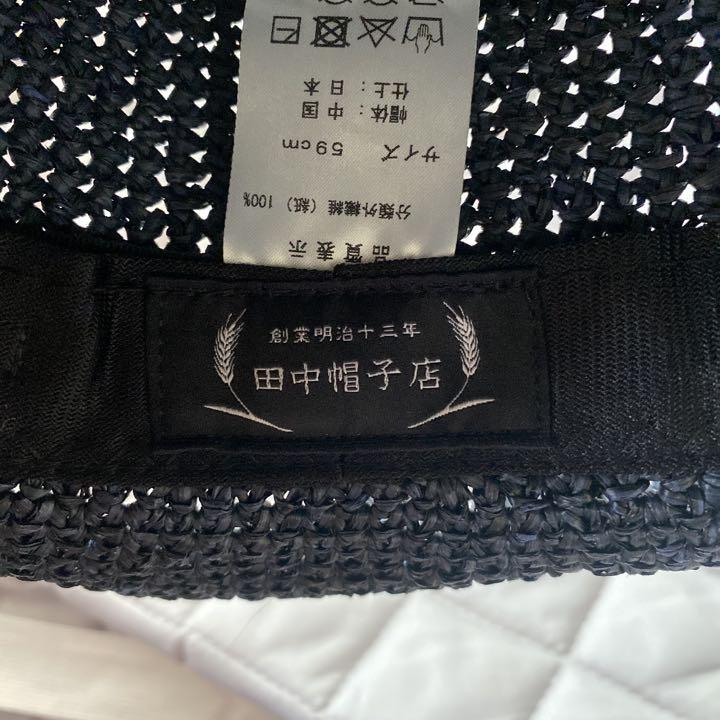 品質表示
分類外繊維（紙）100%
サイズ　59cm
帽体：中国
仕上：日本
創業明治十三年
田中帽子店